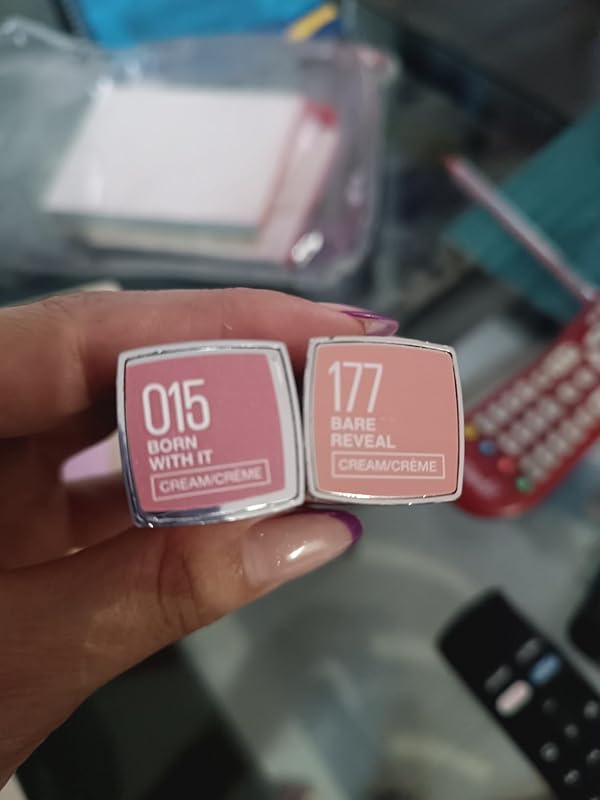 015
BORN
WITH IT
CREAM/CRÈME
177
BARE
REVEAL
CREAM/CRÈME